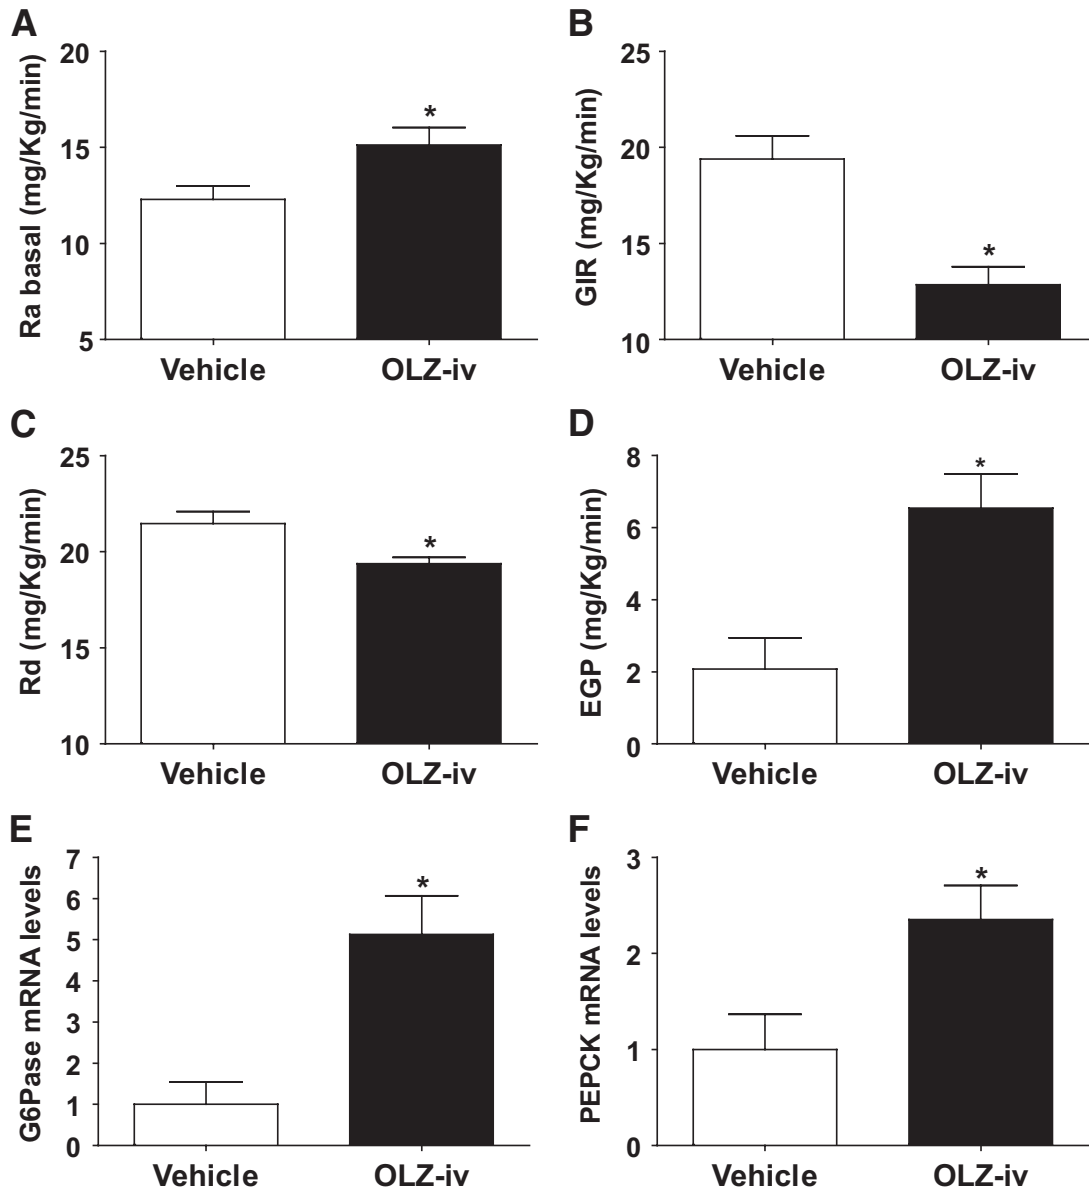 A
Ra basal (mg/Kg/min)
20
15
10
5
*
Vehicle
OLZ-iv
B
GIR (mg/Kg/min)
25
20
15
10
*
Vehicle
OLZ-iv
C
Rd (mg/Kg/min)
25
20
15
10
*
Vehicle
OLZ-iv
D
EGP (mg/Kg/min)
8
6
4
2
0
*
Vehicle
OLZ-iv
E
G6Pase mRNA levels
7
6
5
4
3
2
1
0
*
Vehicle
OLZ-iv
F
PEPCK mRNA levels
3
2
1
0
*
Vehicle
OLZ-iv